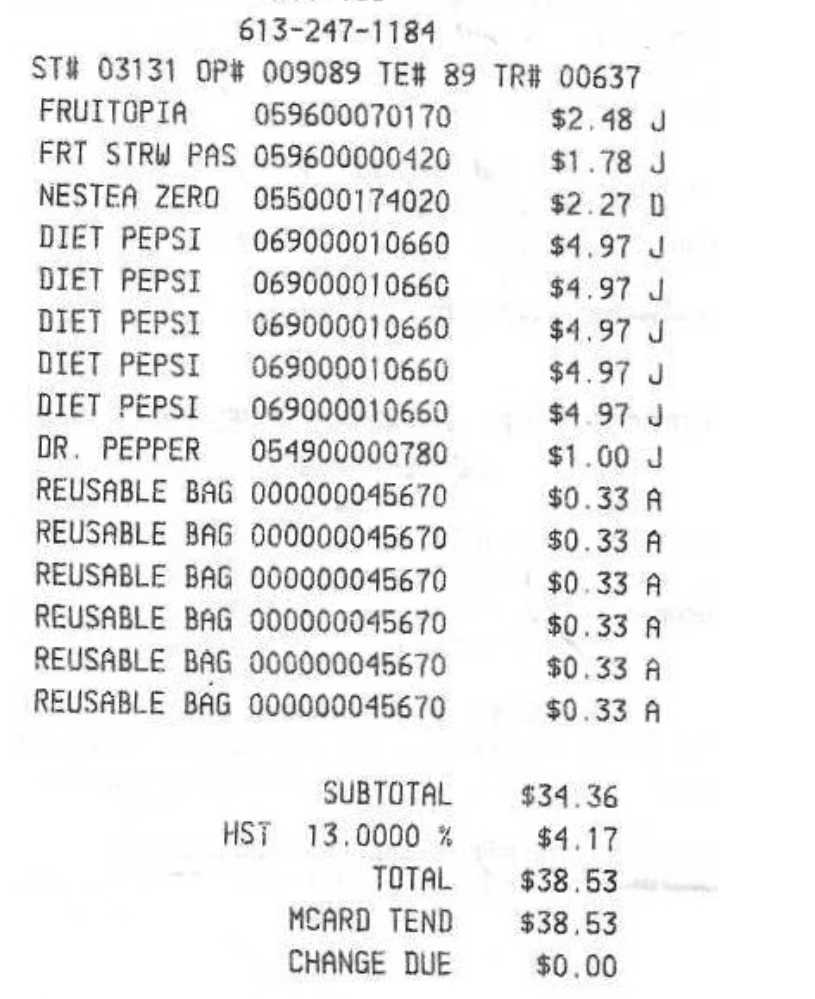 613-247-1184
ST# 03131 OP# 009089 TE# 89 TR# 00637
FRUITOPIA 059600070170 $2.48 J
FRT STRW PAS 059600000420 $1.78 J
NESTEA ZERO 055000174020 $2.27 D
DIET PEPSI 069000010660 $4.97 J
DIET PEPSI 069000010660 $4.97 J
DIET PEPSI 069000010660 $4.97 J
DIET PEPSI 069000010660 $4.97 J
DIET PEPSI 069000010660 $4.97 J
DR. PEPPER 054900000780 $1.00 J
REUSABLE BAG 000000045670 $0.33 A
REUSABLE BAG 000000045670 $0.33 A
REUSABLE BAG 000000045670 $0.33 A
REUSABLE BAG 000000045670 $0.33 A
REUSABLE BAG 000000045670 $0.33 A
REUSABLE BAG 000000045670 $0.33 A
SUBTOTAL $34.36
HST 13.0000 % $4.17
TOTAL $38.53
MCARD TEND $38.53
CHANGE DUE $0.00